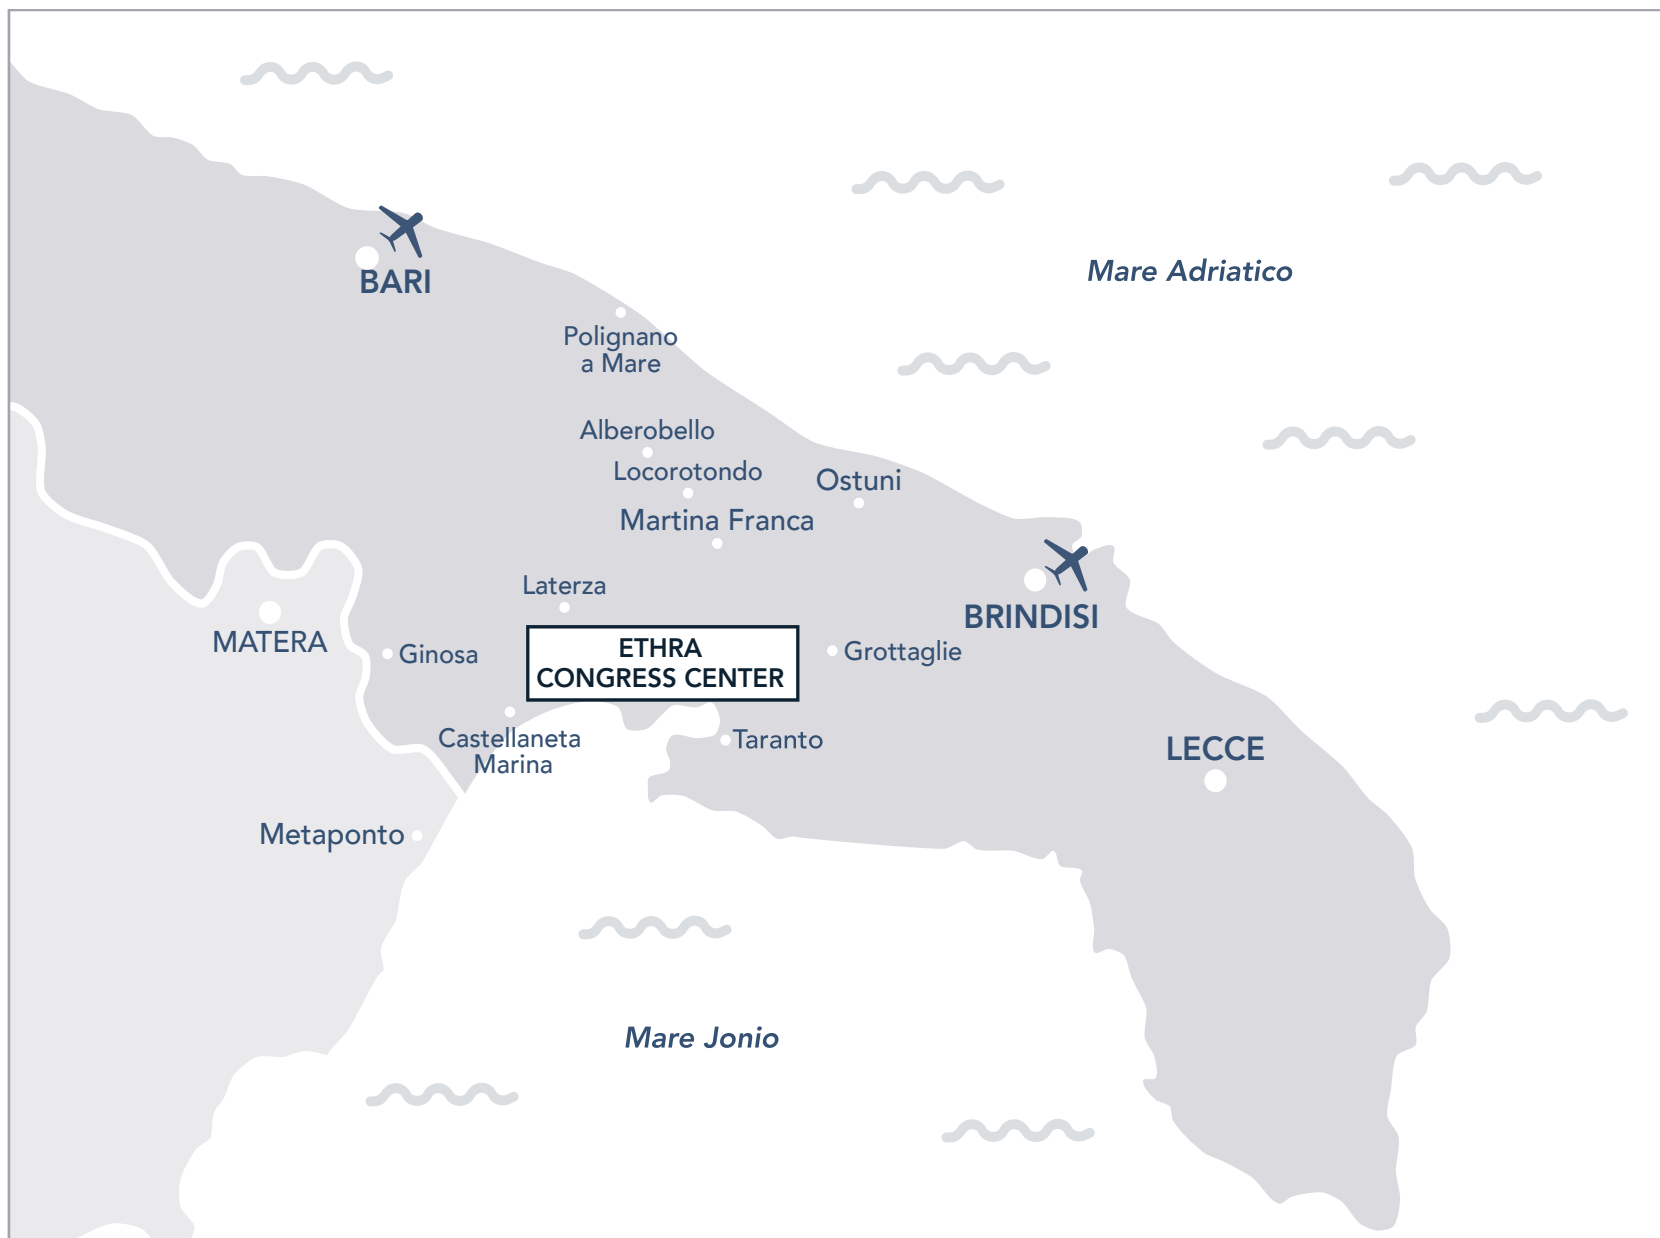 Mare Adriatico
BARI
Polignano
a Mare
Alberobello
Locorotondo
Ostuni
Martina Franca
Laterza
BRINDISI
MATERA
Ginosa
ETHRA
CONGRESS CENTER
Grottaglie
Castellaneta
Marina
Taranto
LECCE
Metaponto
Mare Jonio